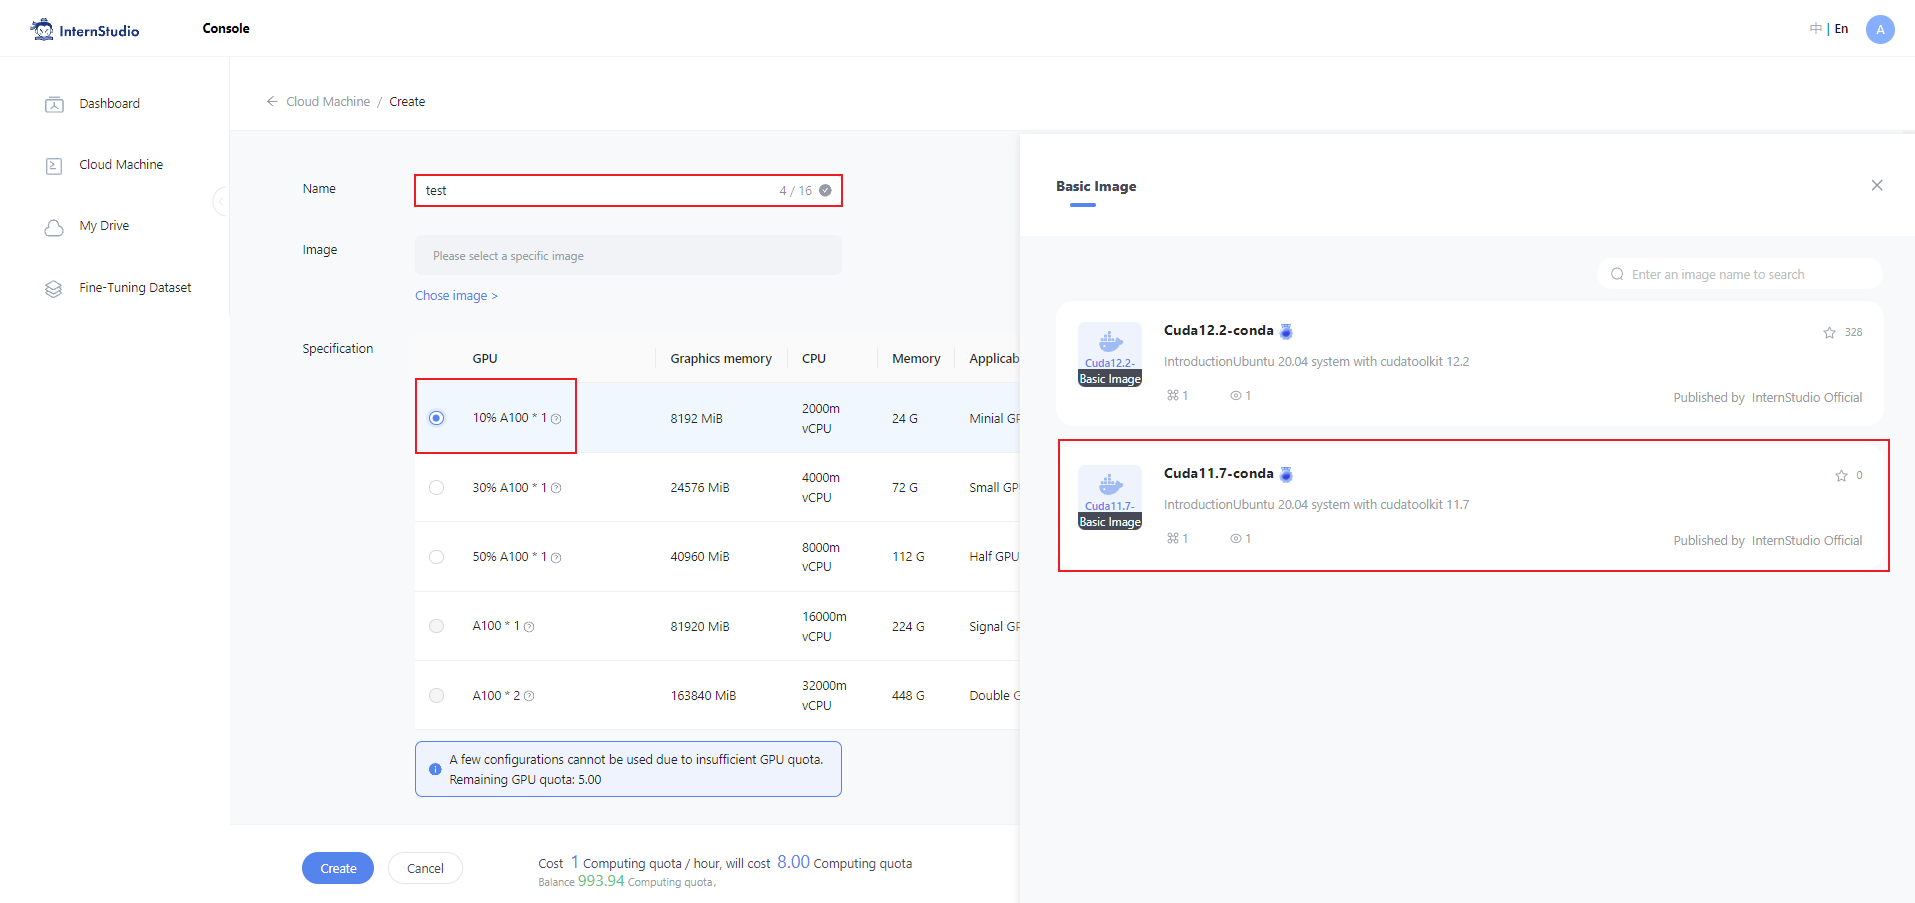 InternStudio
Console
中 | En
A
Dashboard
Cloud Machine
My Drive
Fine-Tuning Dataset
Cloud Machine / Create
Name
test
4 / 16
Image
Please select a specific image
Chose image >
Specification
GPU Graphics memory CPU Memory Applicab
10% A100 * 1 8192 MiB 2000m vCPU 24 G Minial GP
30% A100 * 1 24576 MiB 4000m vCPU 72 G Small GPU
50% A100 * 1 40960 MiB 8000m vCPU 112 G Half GPU
A100 * 1 81920 MiB 16000m vCPU 224 G Signal GP
A100 * 2 163840 MiB 32000m vCPU 448 G Double G
A few configurations cannot be used due to insufficient GPU quota.
Remaining GPU quota: 5.00
Create
Cancel
Cost 1 Computing quota / hour, will cost 8.00 Computing quota
Balance 993.94 Computing quota,
Basic Image
Enter an image name to search
Cuda12.2-
Basic Image
Cuda12.2-conda
328
IntroductionUbuntu 20.04 system with cudatoolkit 12.2
1
1
Published by InternStudio Official
Cuda11.7-
Basic Image
Cuda11.7-conda
0
IntroductionUbuntu 20.04 system with cudatoolkit 11.7
1
1
Published by InternStudio Official